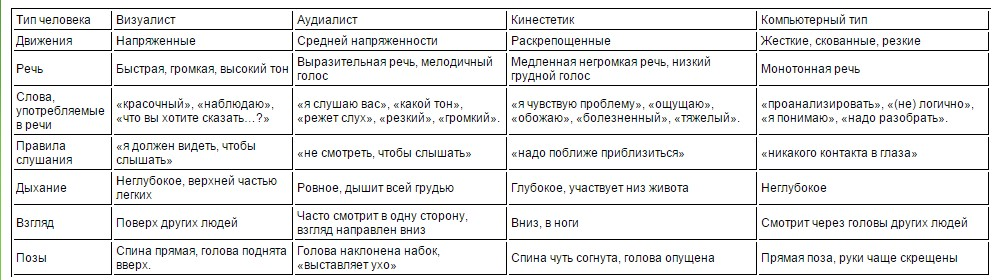 Тип человека Визуалист Аудиалист Кинестетик Компьютерный тип
Движения Напряженные Средней напряженности Раскрепощенные Жесткие, скованные, резкие
Речь Быстрая, громкая, высокий тон Выразительная речь, мелодичный голос Медленная негромкая речь, низкий грудной голос Монотонная речь
Слова, употребляемые в речи «красочный», «наблюдаю», «что вы хотите сказать…?» «я слушаю вас», «какой тон», «режет слух», «резкий», «громкий». «я чувствую проблему», «ощущаю», «обожаю», «болезненный», «тяжелый». «проанализировать», «(не) логично», «я понимаю», «надо разобрать».
Правила слушания «я должен видеть, чтобы слышать» «не смотреть, чтобы слышать» «надо поближе приблизиться» «никакого контакта в глаза»
Дыхание Неглубокое, верхней частью легких Ровное, дышит всей грудью Глубокое, участвует низ живота Неглубокое
Взгляд Поверх других людей Часто смотрит в одну сторону, взгляд направлен вниз Вниз, в ноги Смотрит через головы других людей
Позы Спина прямая, голова поднята вверх. Голова наклонена набок, «выставляет ухо» Спина чуть согнута, голова опущена Прямая поза, руки чаще скрещены